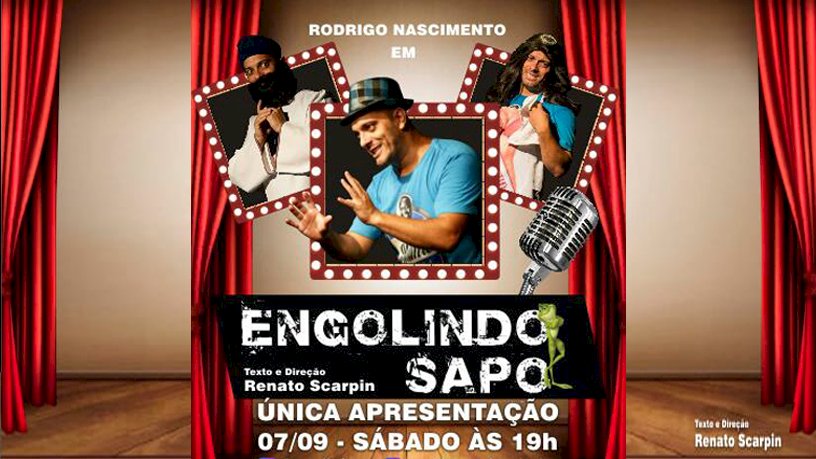 RODRIGO NASCIMENTO
EM
ENGOLINDO
SAPO
Texto e Direção
Renato Scarpin
ÚNICA APRESENTAÇÃO
07/09 - SÁBADO ÀS 19h
Texto e Direção
Renato Scarpin